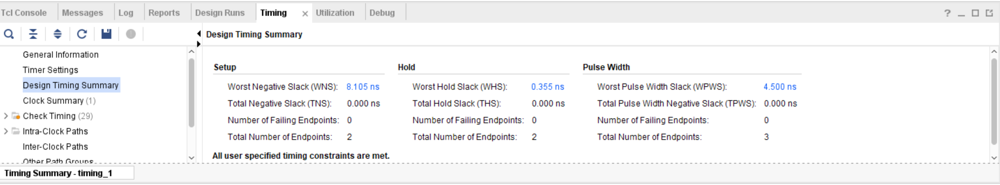 Tcl Console Messages Log Reports Design Runs Timing × Utilization Debug ?
Design Timing Summary
General Information
Timer Settings
Design Timing Summary
Clock Summary (1)
Check Timing (29)
Intra-Clock Paths
Inter-Clock Paths
Other Path Groups
Setup
Worst Negative Slack (WNS): 8.105 ns
Total Negative Slack (TNS): 0.000 ns
Number of Failing Endpoints: 0
Total Number of Endpoints: 2
Hold
Worst Hold Slack (WHS): 0.355 ns
Total Hold Slack (THS): 0.000 ns
Number of Failing Endpoints: 0
Total Number of Endpoints: 2
Pulse Width
Worst Pulse Width Slack (WPWS): 4.500 ns
Total Pulse Width Negative Slack (TPWS): 0.000 ns
Number of Failing Endpoints: 0
Total Number of Endpoints: 3
All user specified timing constraints are met.
Timing Summary - timing_1